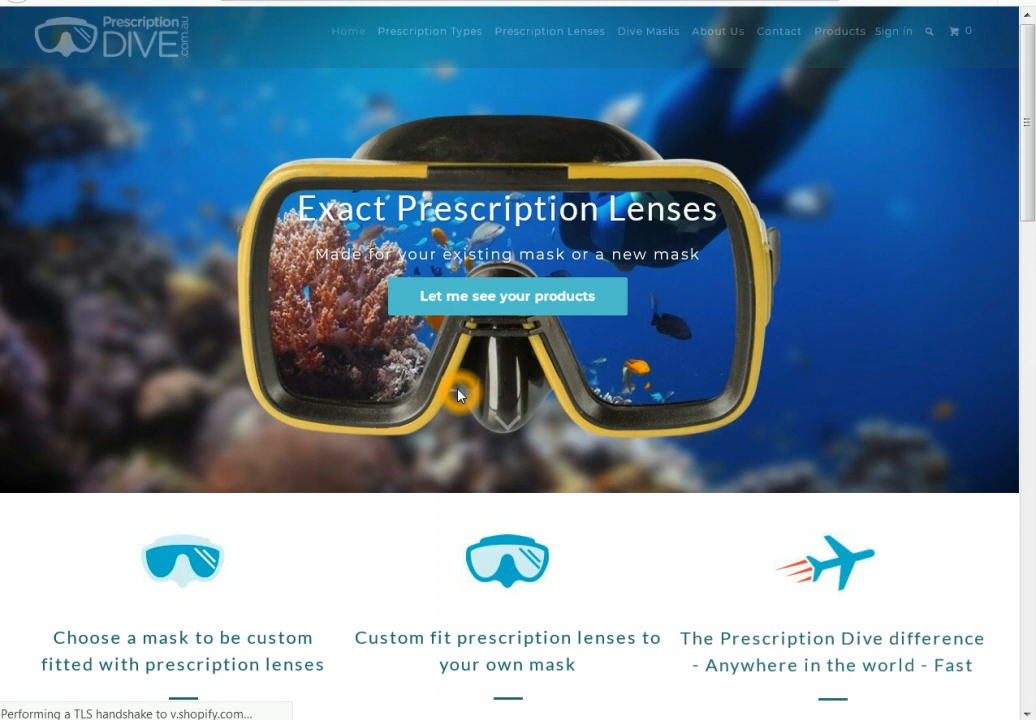 Prescription
DIVE
.com.au
Home Prescription Types Prescription Lenses Dive Masks About Us Contact Products Sign in 0
Exact Prescription Lenses
Made for your existing mask or a new mask
Let me see your products
Choose a mask to be custom
fitted with prescription lenses
Custom fit prescription lenses to
your own mask
The Prescription Dive difference
- Anywhere in the world - Fast
Performing a TLS handshake to v.shopify.com...